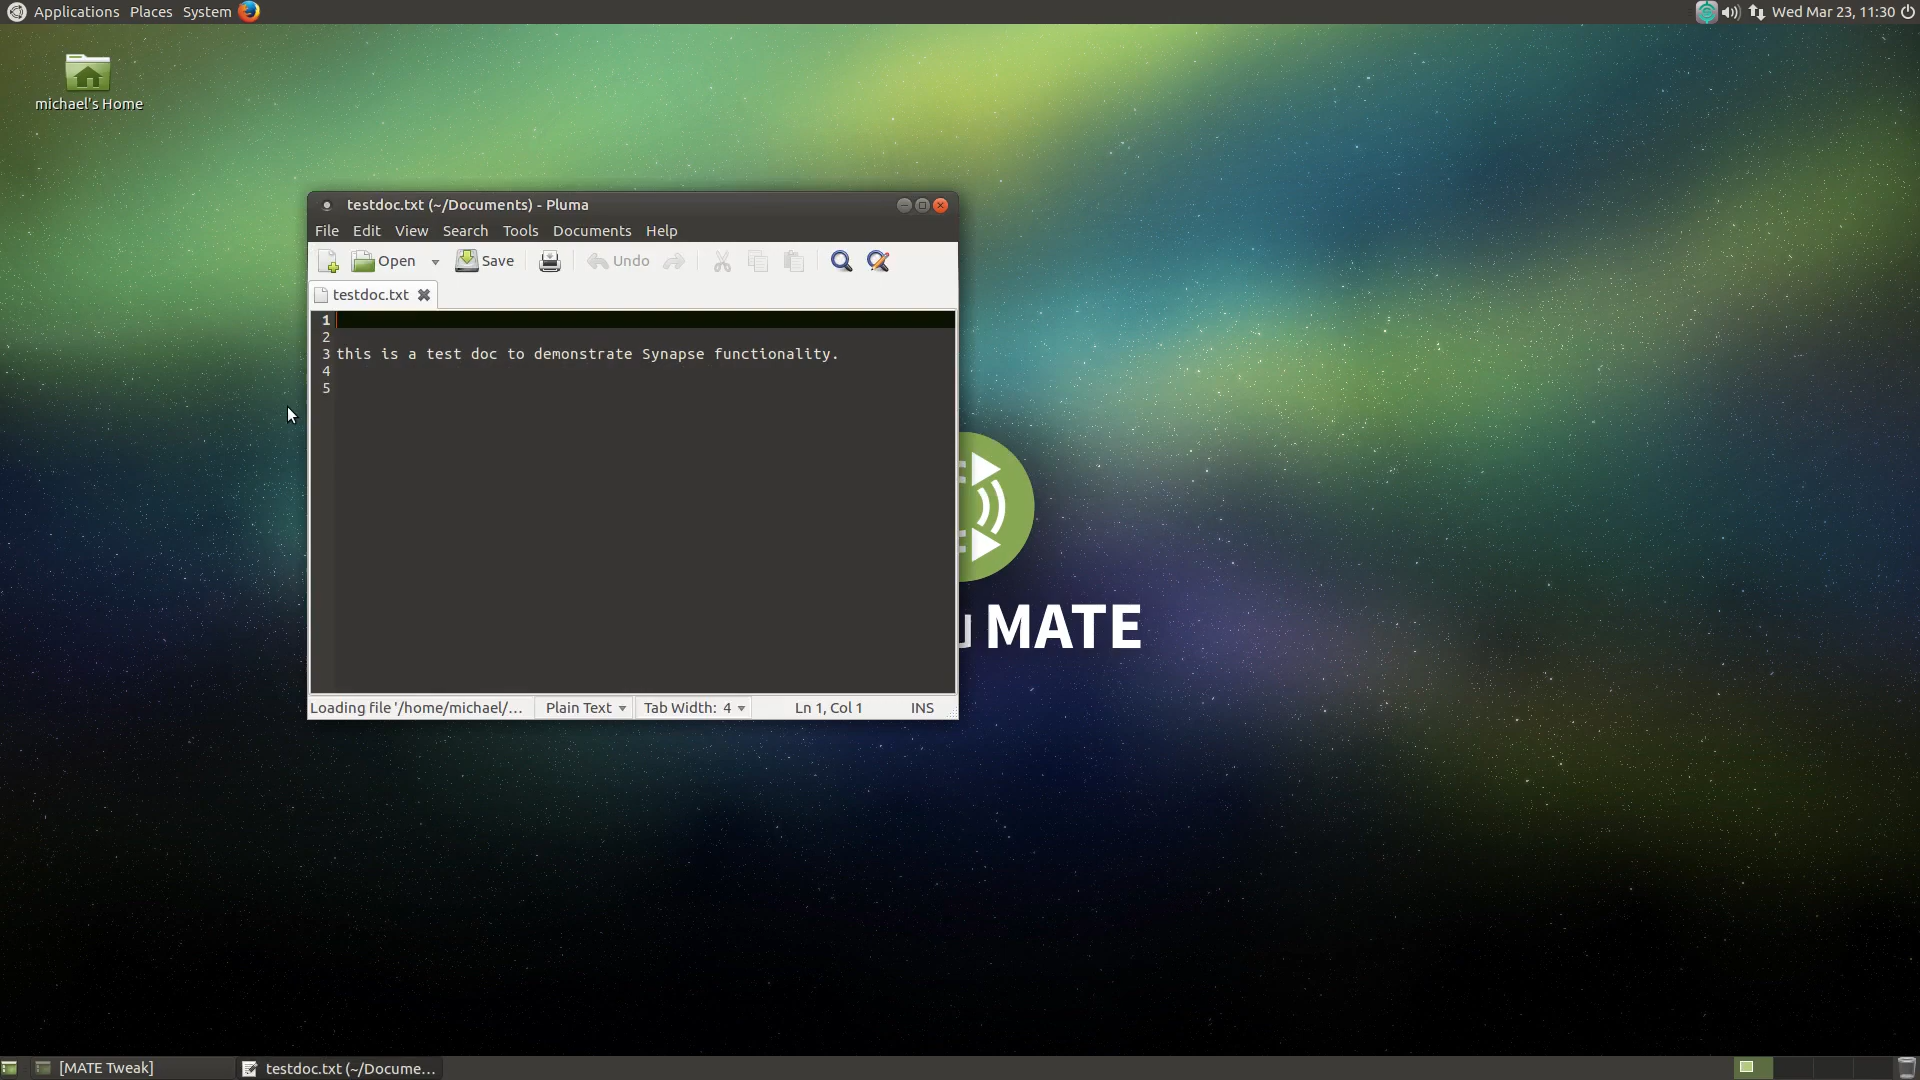 Applications Places System
Wed Mar 23, 11:30
michael's Home
testdoc.txt (~/Documents) - Pluma
File Edit View Search Tools Documents Help
Open Save Undo
testdoc.txt
1
2
3 this is a test doc to demonstrate Synapse functionality.
4
5
MATE
Loading file '/home/michael/... Plain Text Tab Width: 4 Ln 1, Col 1 INS
[MATE Tweak] testdoc.txt (~/Docume...